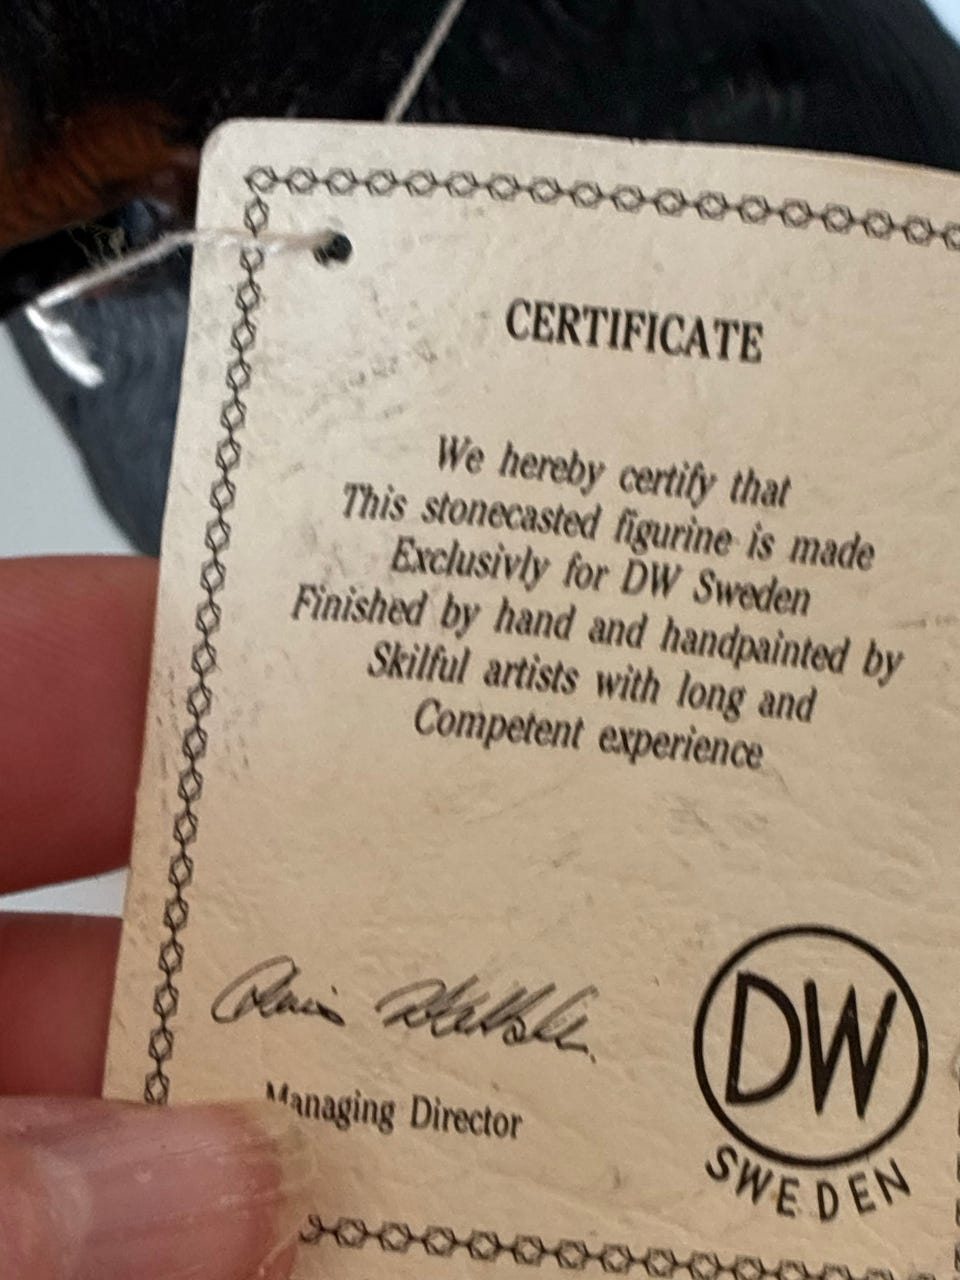 CERTIFICATE
We hereby certify that
This stonecasted figurine is made
Exclusivly for DW Sweden
Finished by hand and handpainted by
Skilful artists with long and
Competent experience
Managing Director
DW
SWEDEN